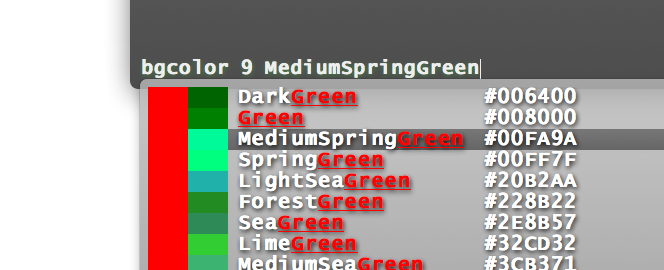 bgcolor 9 MediumSpringGreen
DarkGreen #006400
Green #008000
MediumSpringGreen #00FA9A
SpringGreen #00FF7F
LightSeaGreen #20B2AA
ForestGreen #228B22
SeaGreen #2E8B57
LimeGreen #32CD32
MediumSeaGreen #3CB371